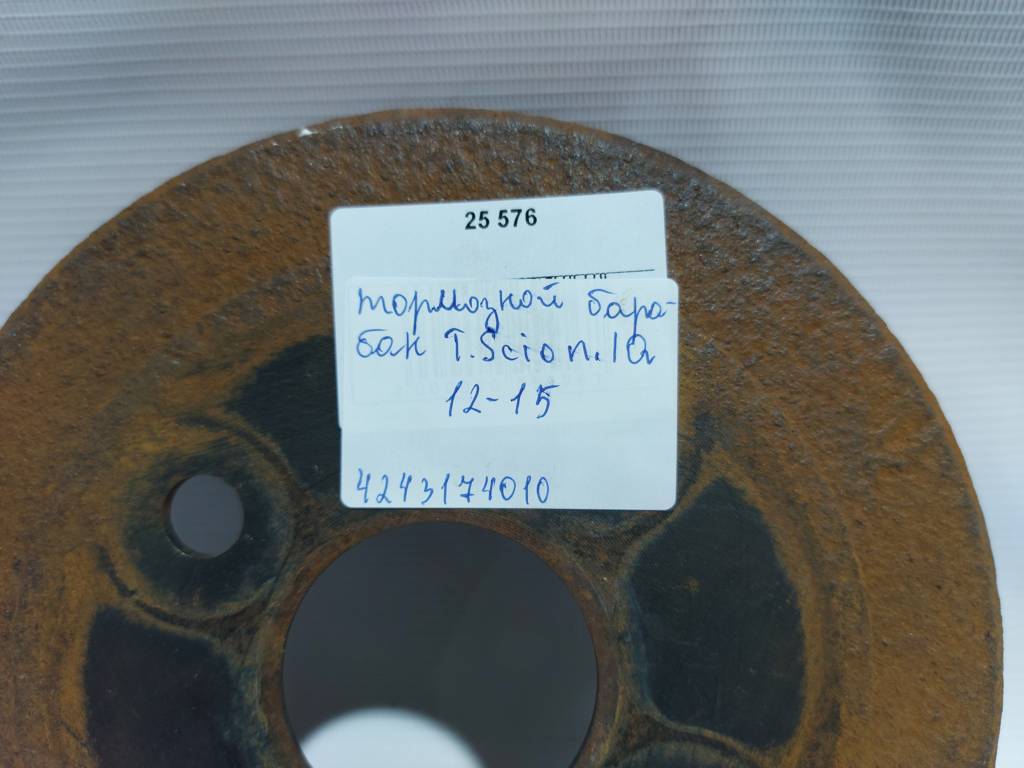 25 576
тормозной бара-
бан T.Scion.IQ
12-15
4243174010